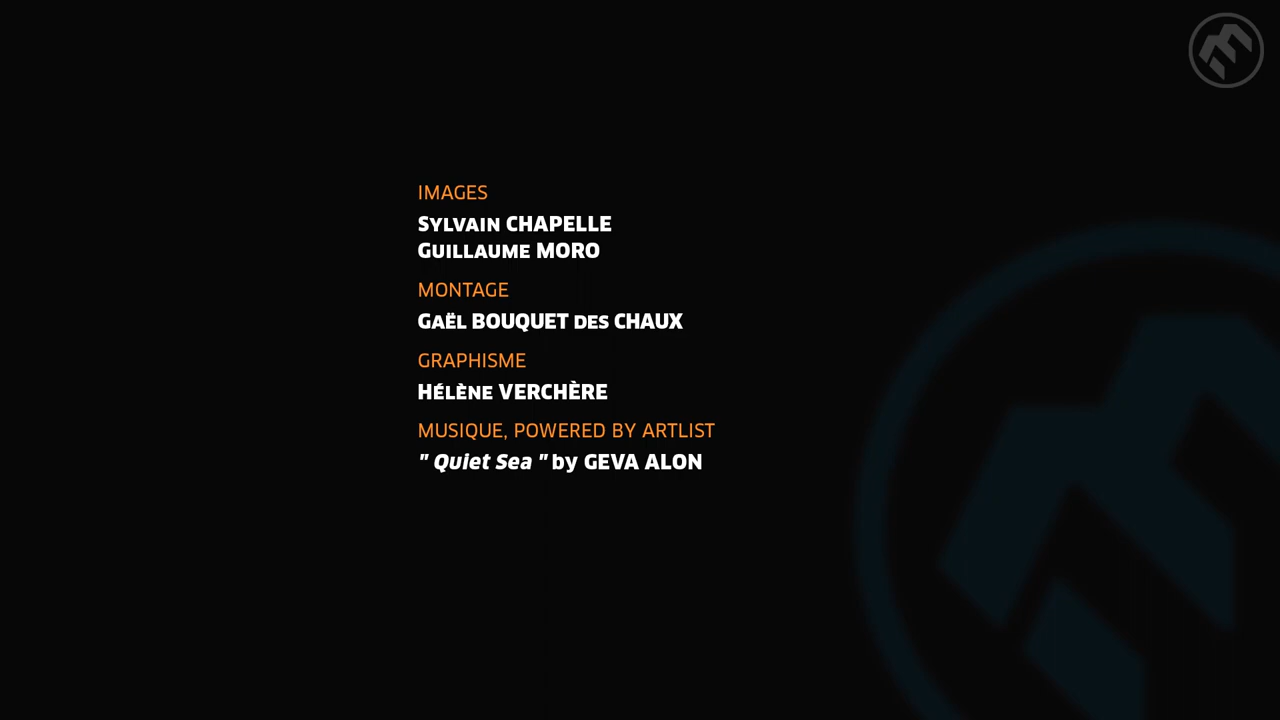 IMAGES
SYLVAIN CHAPELLE
GUILLAUME MORO
MONTAGE
GAËL BOUQUET DES CHAUX
GRAPHISME
HÉLÈNE VERCHÈRE
MUSIQUE, POWERED BY ARTLIST
" Quiet Sea " by GEVA ALON